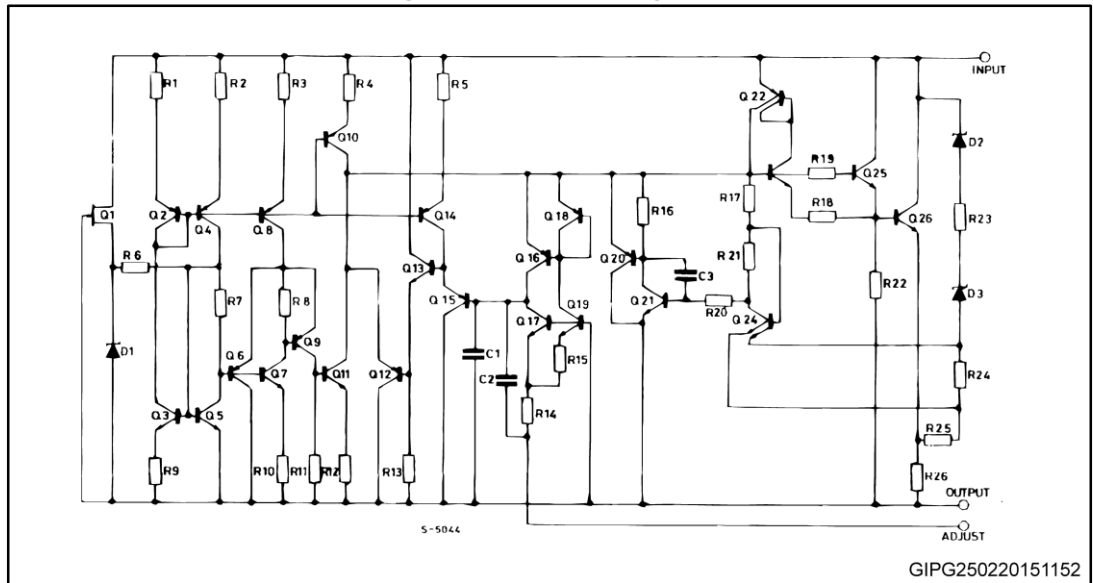 INPUT
R1 R2 R3 R4 R5
Q22
Q10
D2
R19
Q25
Q1 Q2 Q4 Q8 Q14 Q18 R16 R17 R18 Q26 R23
R6 Q13 Q16 Q20 R21
C3
R7 R8 Q15 Q17 Q19 Q21 R20 Q24 R22 D3
D1 Q6 Q9
Q7 Q11 Q12 C1 C2 R15 R24
Q3 Q5 R14
R25
R9 R10 R11 R12 R13 R26
OUTPUT
S-5044
ADJUST
GIPG250220151152